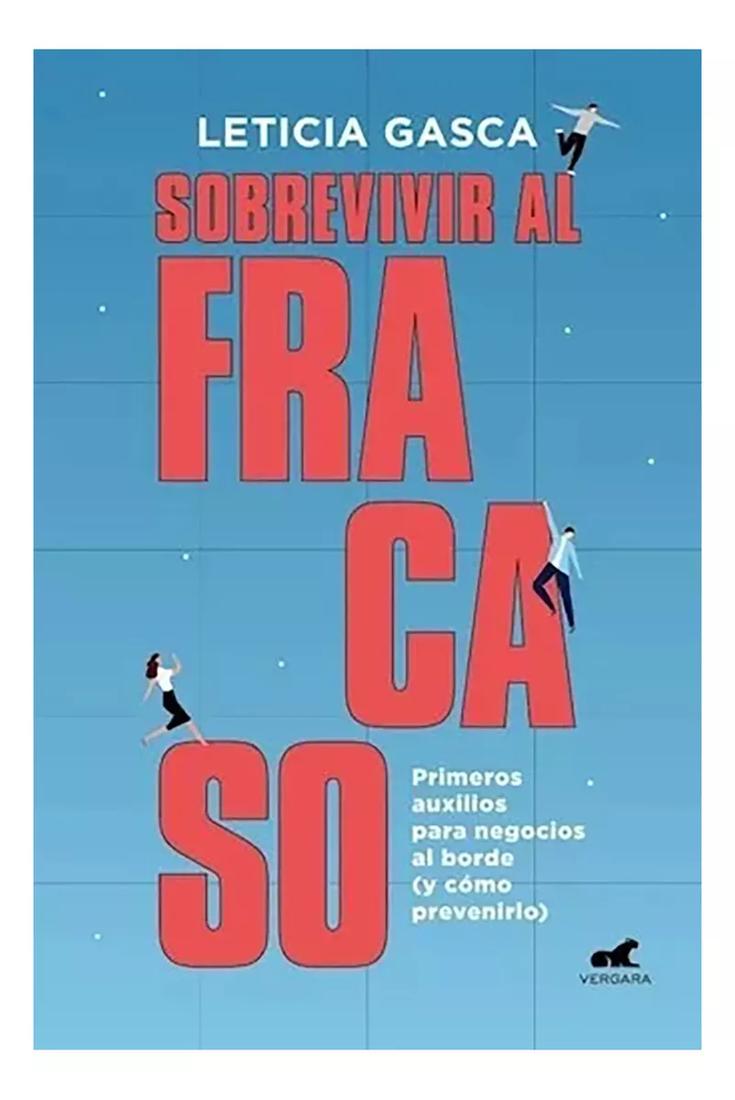 LETICIA GASCA
SOBREVIVIR AL
FRA
CA
SO
Primeros
auxilios
para negocios
al borde
(y cómo
prevenirlo)
VERGARA